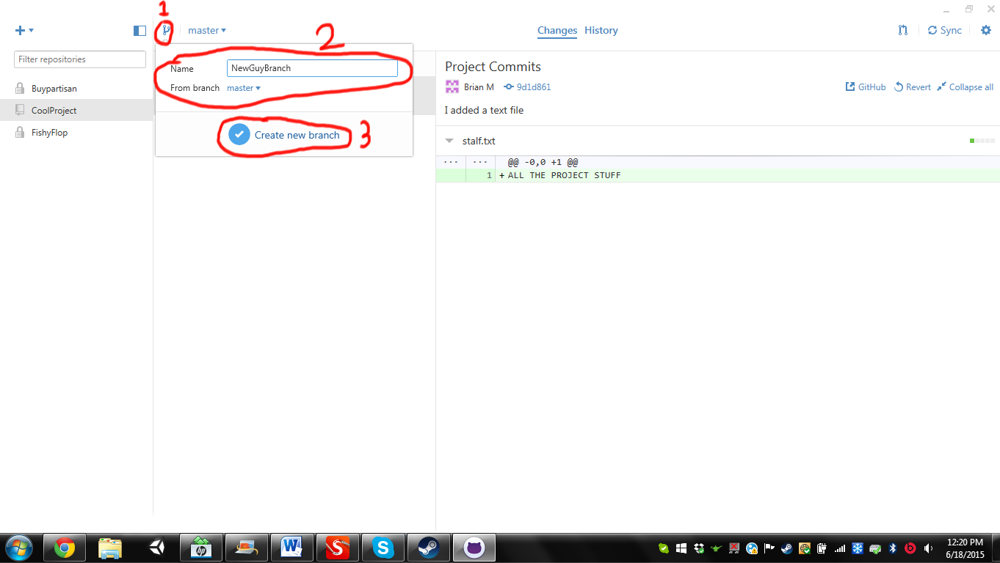 1
master
2
Changes
History
Sync
Filter repositories
Name
NewGuyBranch
From branch
master
Buypartisan
CoolProject
FishyFlop
Create new branch
3
Project Commits
Brian M
9d1d861
GitHub
Revert
Collapse all
I added a text file
stalf.txt
... ... @@ -0,0 +1 @@
1 + ALL THE PROJECT STUFF
hp
W
S
S
12:20 PM
6/18/2015